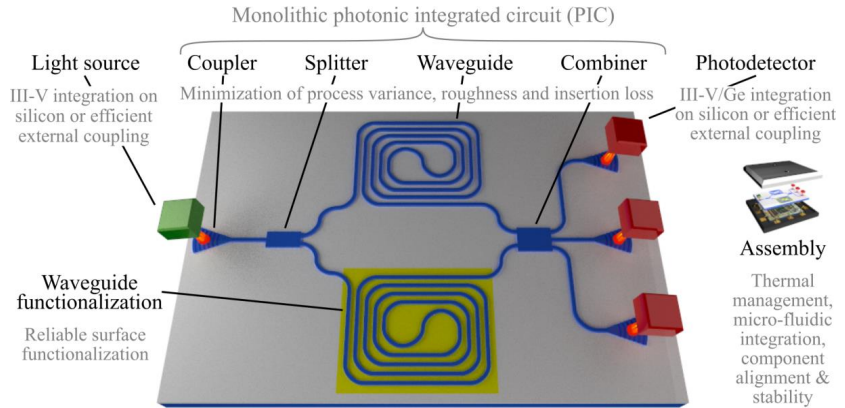 Monolithic photonic integrated circuit (PIC)
Light source
Coupler
Splitter
Waveguide
Combiner
Photodetector
III-V integration on
silicon or efficient
external coupling
Minimization of process variance, roughness and insertion loss
III-V/Ge integration
on silicon or efficient
external coupling
Waveguide
functionalization
Reliable surface
functionalization
Assembly
Thermal
management,
micro-fluidic
integration,
component
alignment &
stability